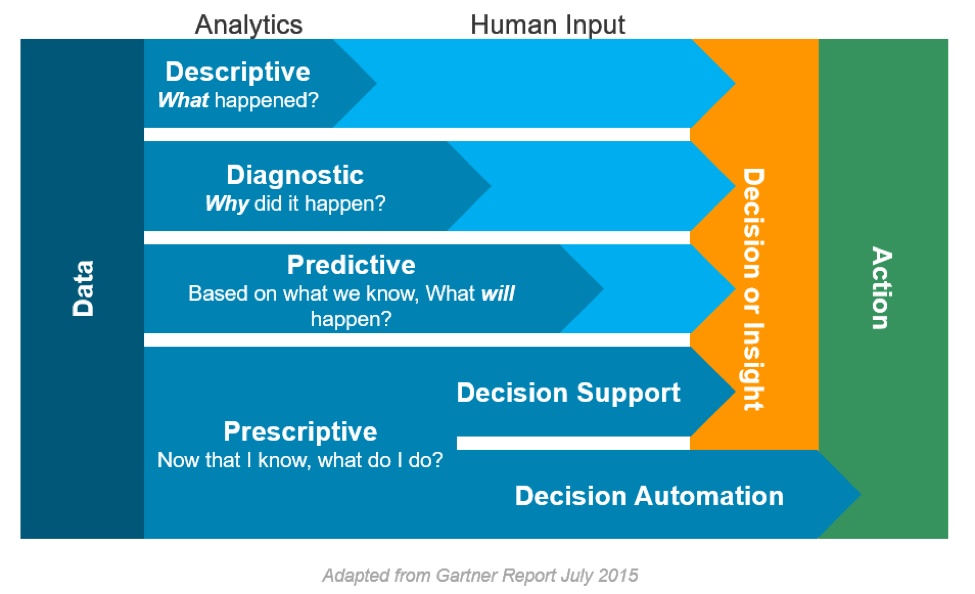 Analytics
Human Input
Data
Descriptive
What happened?
Diagnostic
Why did it happen?
Predictive
Based on what we know, What will
happen?
Prescriptive
Now that I know, what do I do?
Decision Support
Decision Automation
Decision or Insight
Action
Adapted from Gartner Report July 2015